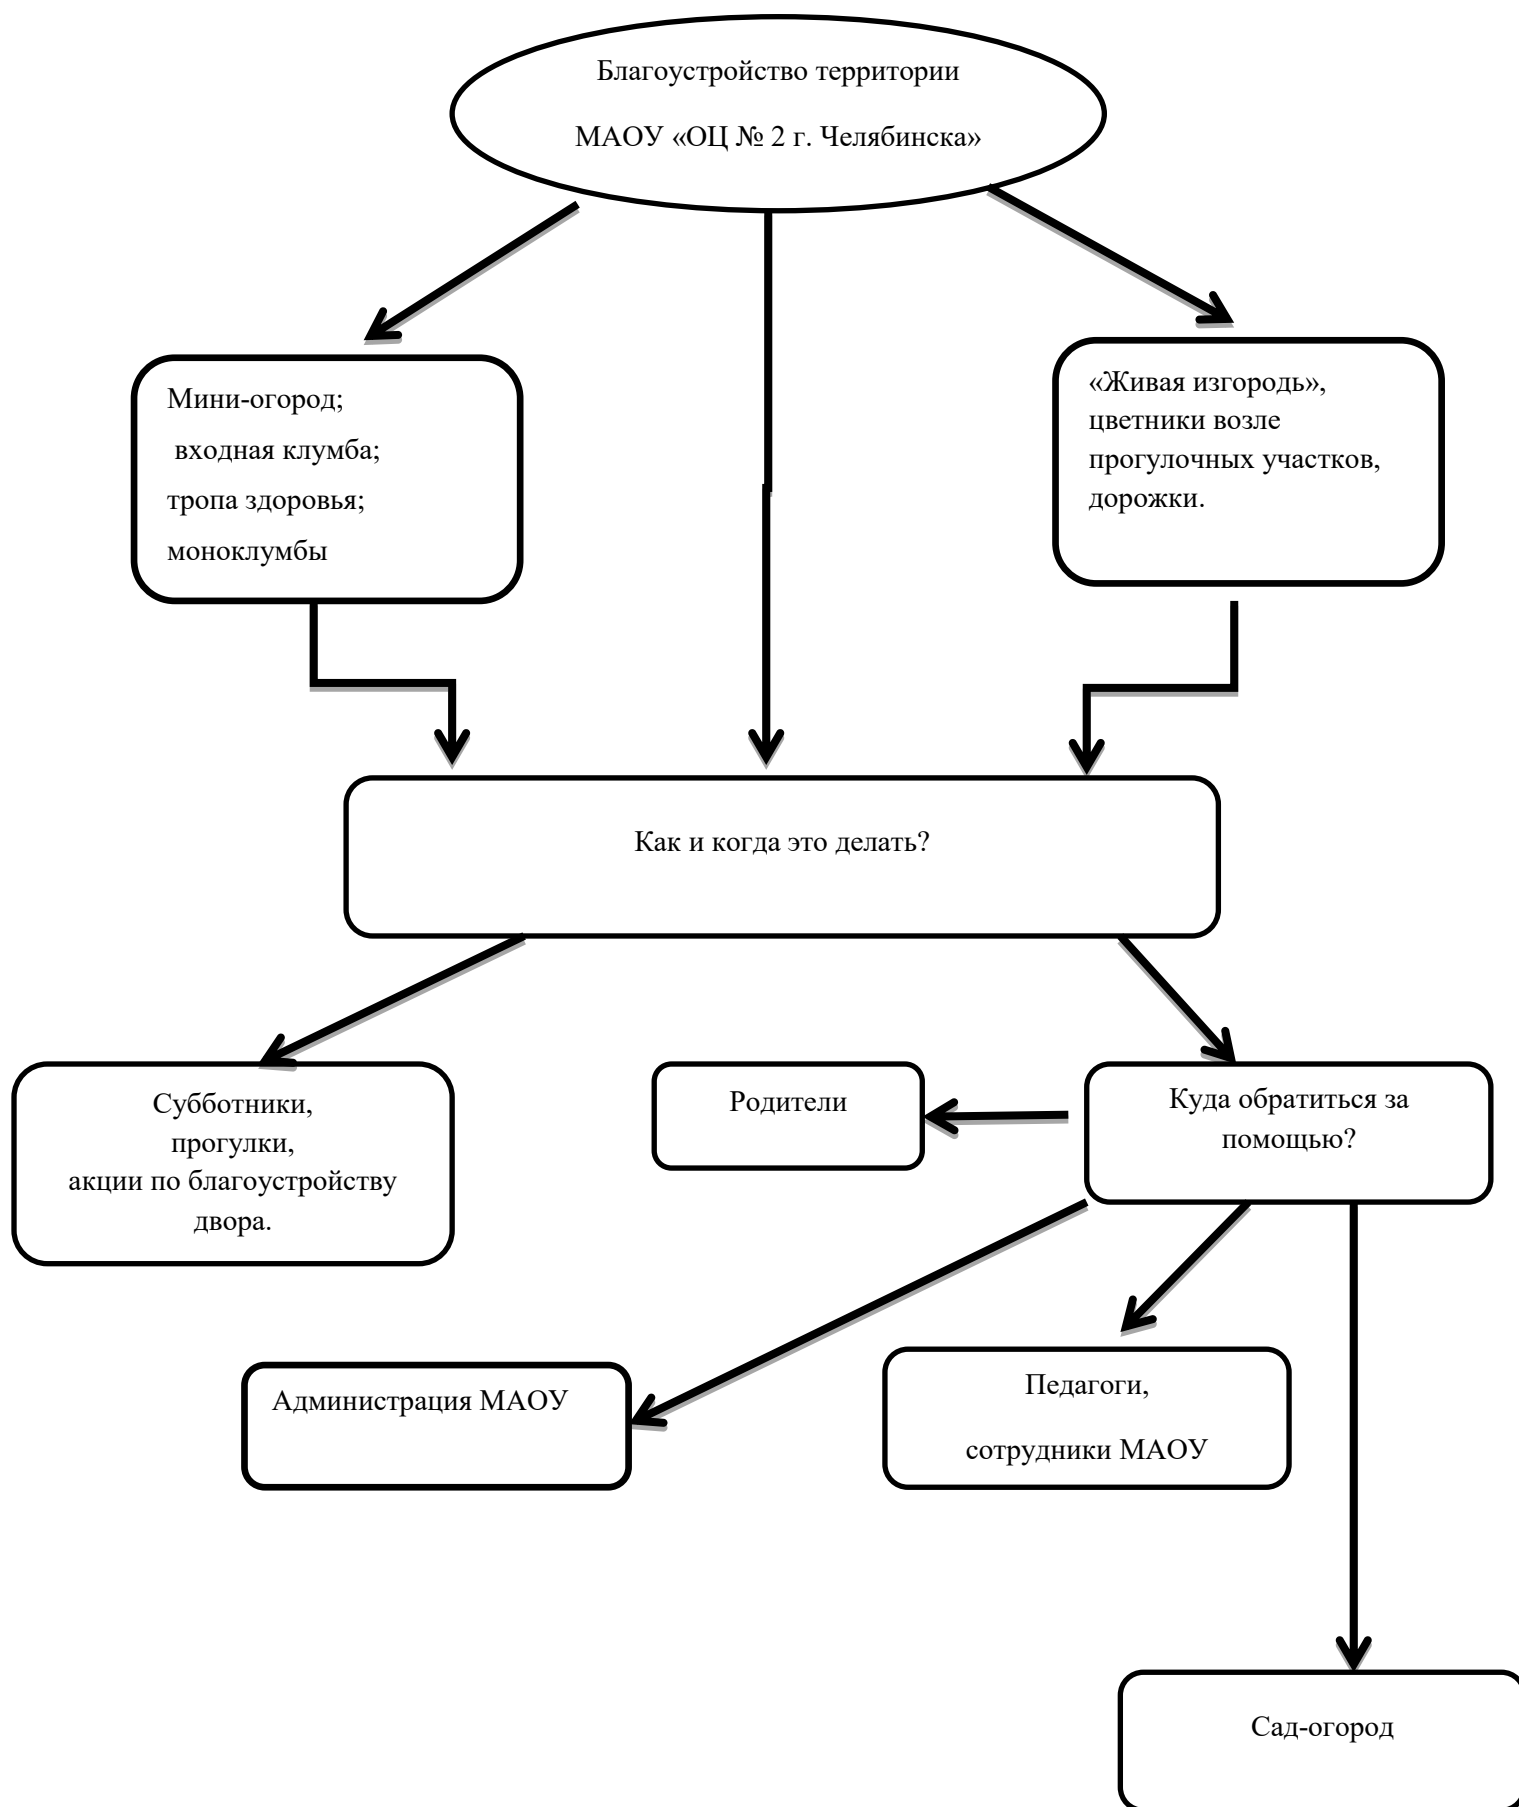 Благоустройство территории
МАОУ «ОЦ № 2 г. Челябинска»
Мини-огород;
входная клумба;
тропа здоровья;
моноклумбы
«Живая изгородь»,
цветники возле
прогулочных участков,
дорожки.
Как и когда это делать?
Субботники,
прогулки,
акции по благоустройству
двора.
Родители
Куда обратиться за
помощью?
Администрация МАОУ
Педагоги,
сотрудники МАОУ
Сад-огород